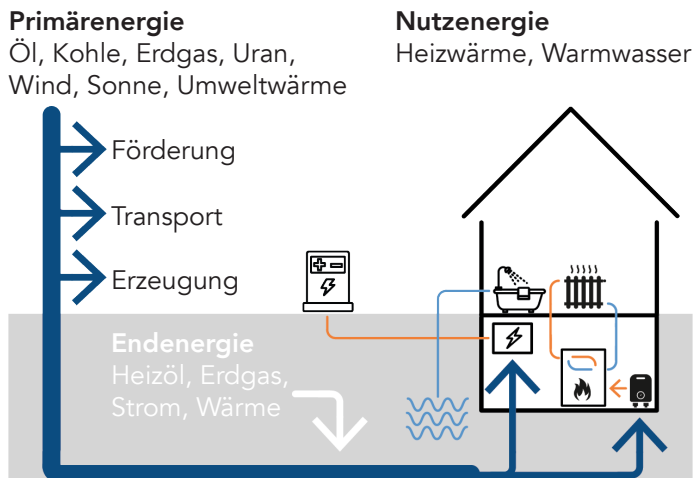 Primärenergie
Öl, Kohle, Erdgas, Uran,
Wind, Sonne, Umweltwärme
Nutzenergie
Heizwärme, Warmwasser
Förderung
Transport
Erzeugung
Endenergie
Heizöl, Erdgas,
Strom, Wärme